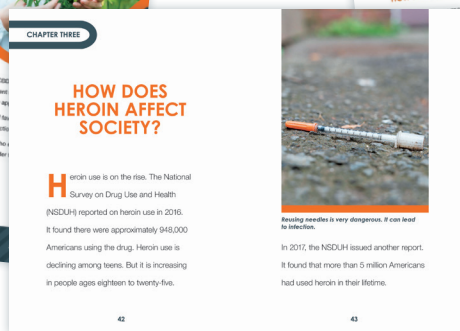 CHAPTER THREE
HOW DOES
HEROIN AFFECT
SOCIETY?
Heroin use is on the rise. The National
Survey on Drug Use and Health
(NSDUH) reported on heroin use in 2016.
It found there were approximately 948,000
Americans using the drug. Heroin use is
declining among teens. But it is increasing
in people ages eighteen to twenty-five.
42
Reusing needles is very dangerous. It can lead
to infection.
In 2017, the NSDUH issued another report.
It found that more than 5 million Americans
had used heroin in their lifetime.
43